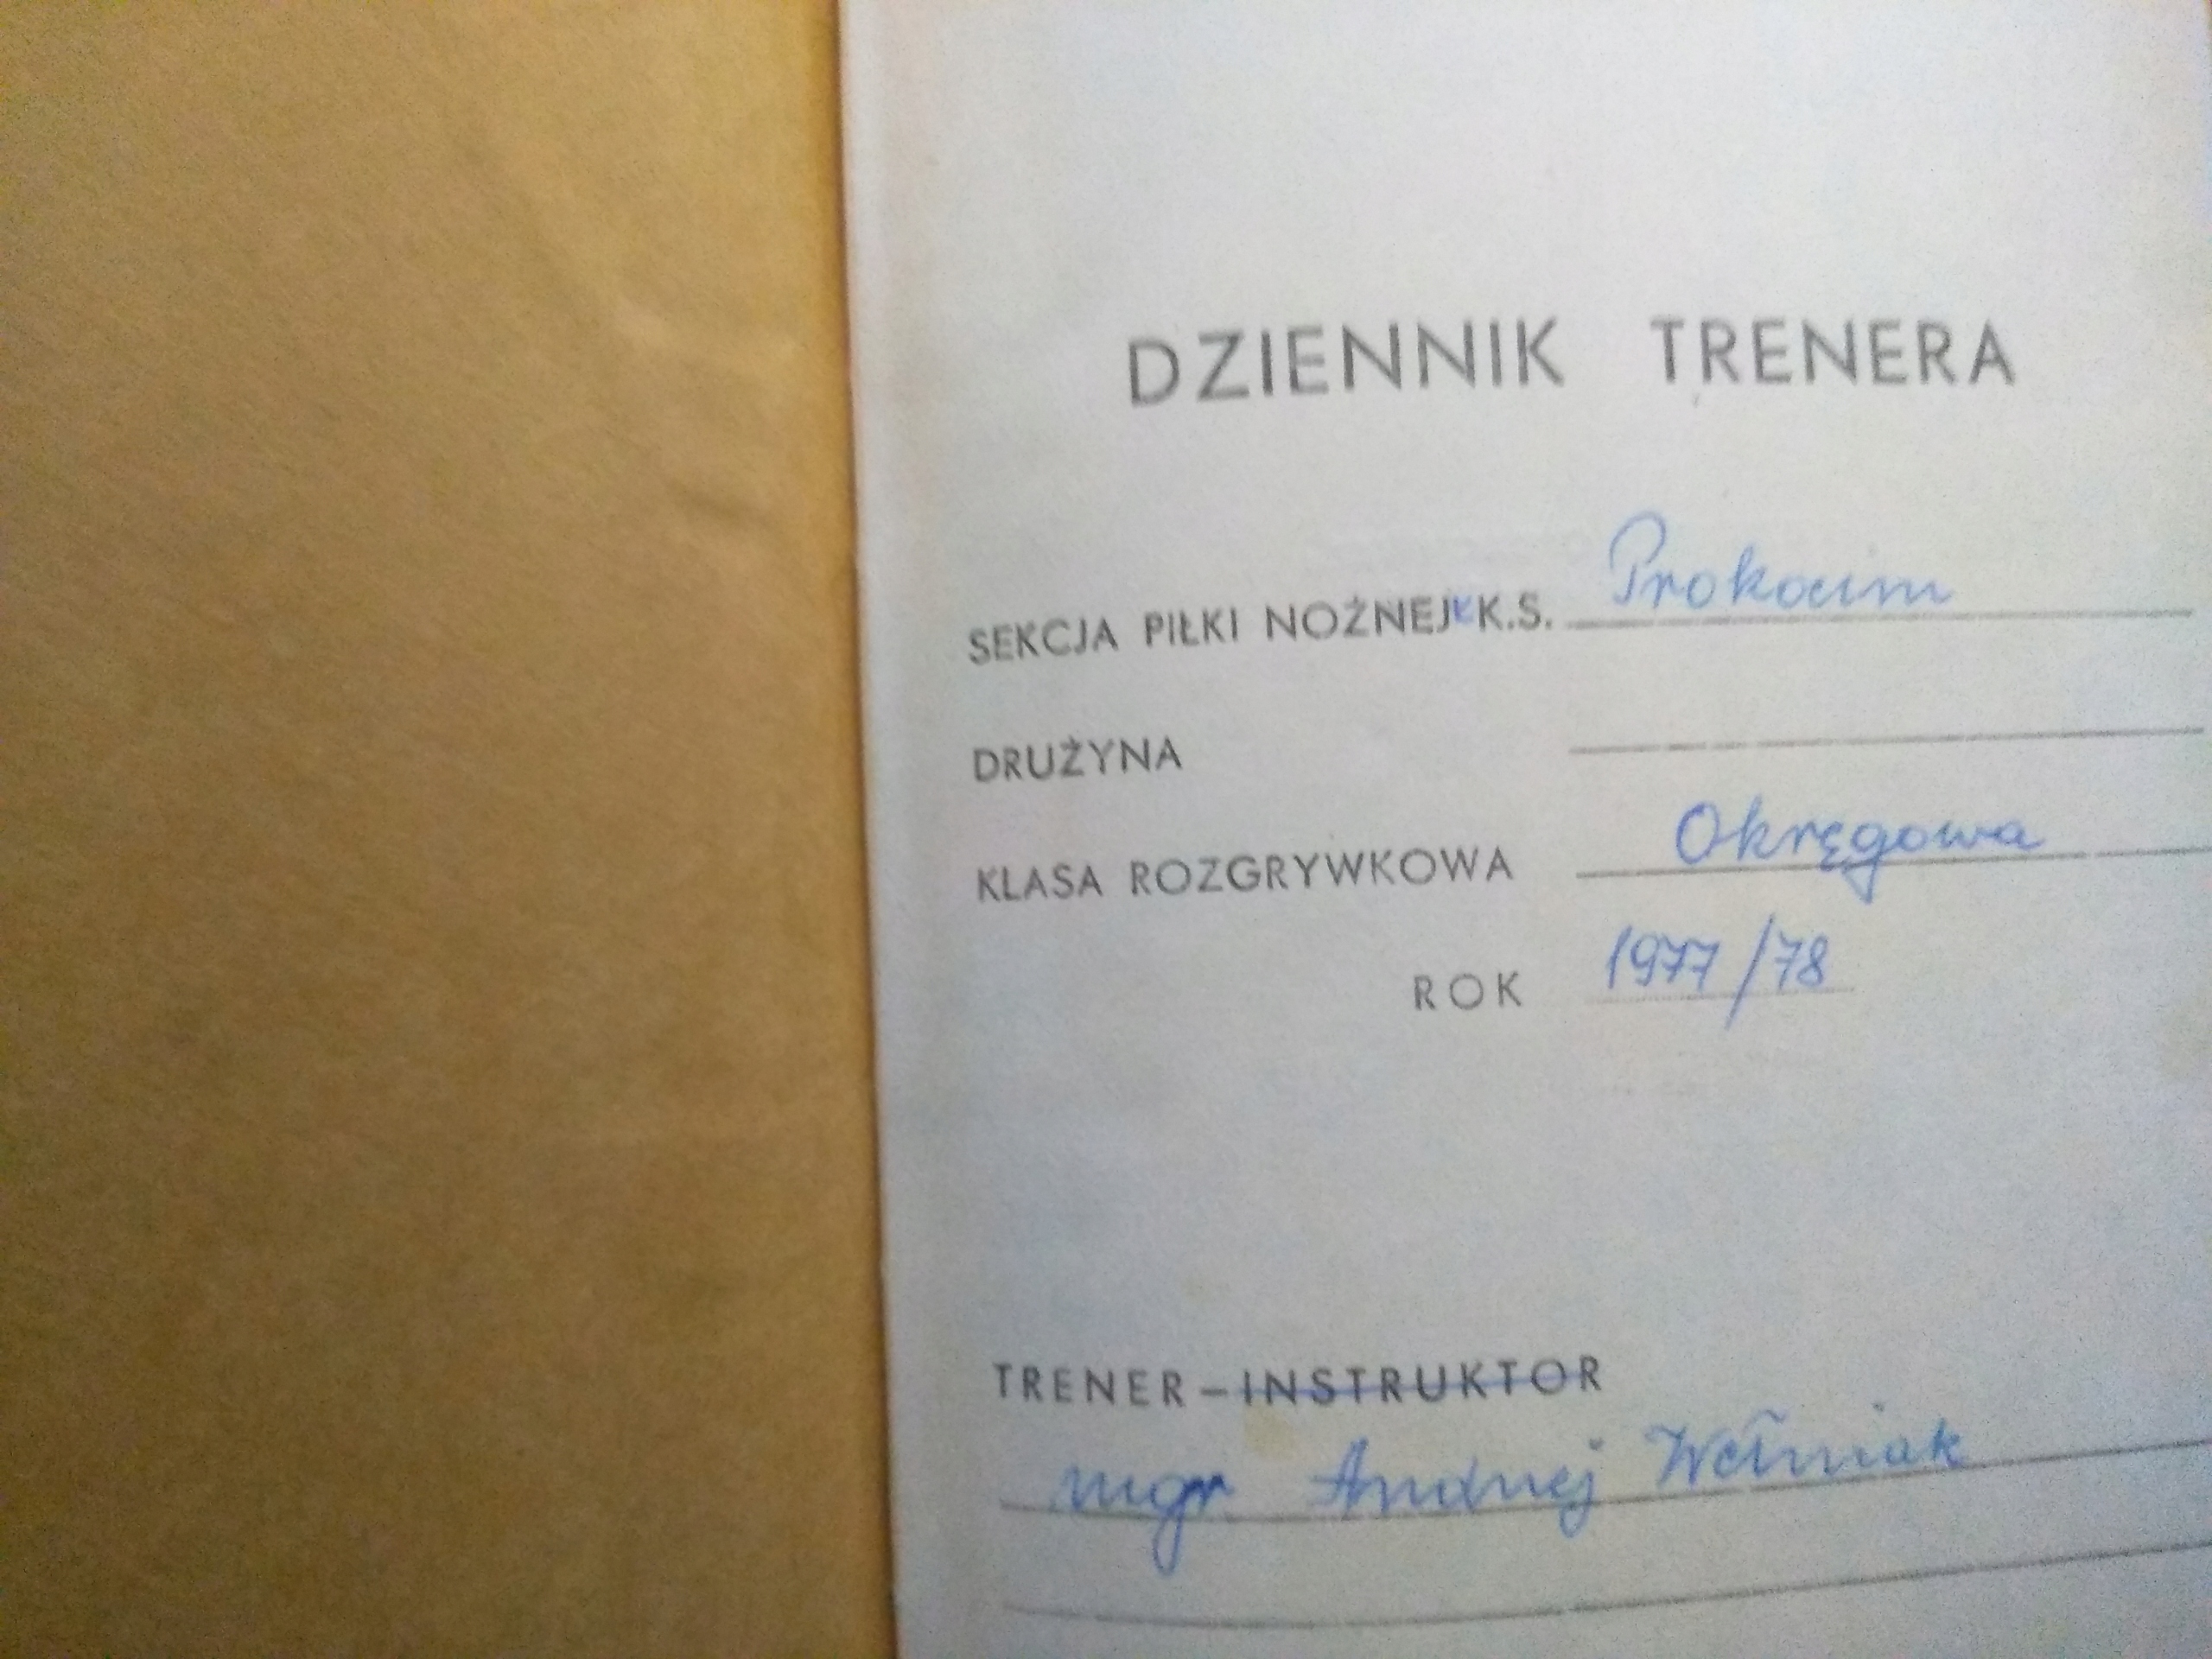 DZIENNIK TRENERA
SEKCJA PIŁKI NOŻNEJ K K.S. Prokocim
DRUŻYNA
KLASA ROZGRYWKOWA Okręgowa
ROK 1977/78
TRENER – INSTRUKTOR
mgr Andrzej